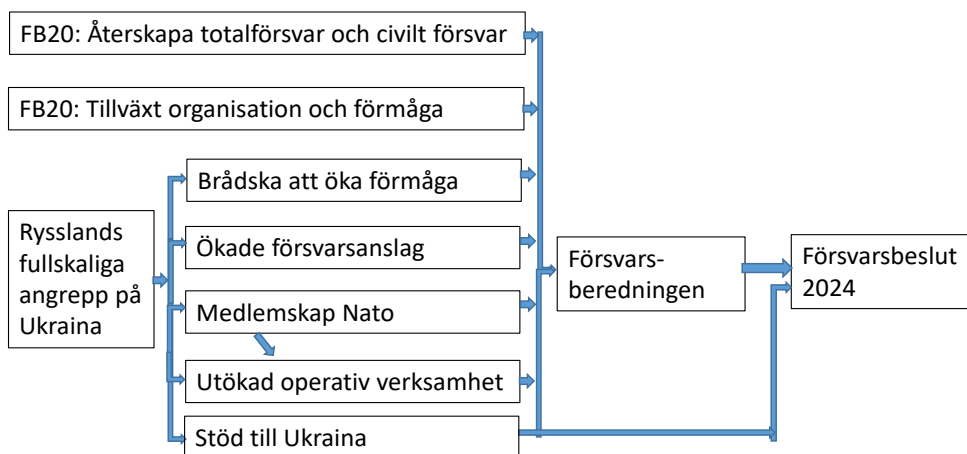 FB20: Återskapa totalförsvar och civilt försvar
FB20: Tillväxt organisation och förmåga
Brådska att öka förmåga
Rysslands
fullskaliga
angrepp på
Ukraina
Ökade försvarsanslag
Medlemskap Nato
Utökad operativ verksamhet
Stöd till Ukraina
Försvars-
beredningen
Försvarsbeslut
2024